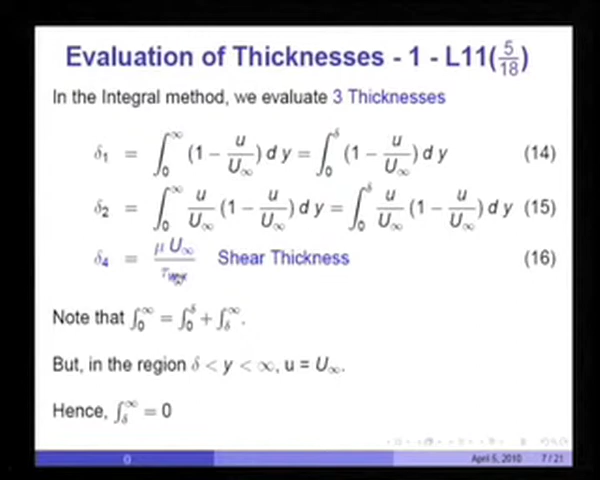 Evaluation of Thicknesses - 1 - L11(5/18)
In the Integral method, we evaluate 3 Thicknesses
δ₁ = ∫₀^∞ (1 − u/U∞) d y = ∫₀^δ (1 − u/U∞) d y (14)
δ₂ = ∫₀^∞ u/U∞ (1 − u/U∞) d y = ∫₀^δ u/U∞ (1 − u/U∞) d y (15)
δ₄ = μ U∞ / τ Shear Thickness (16)
Note that ∫₀^∞ = ∫₀^δ + ∫δ^∞.
But, in the region δ < y < ∞, u = U∞.
Hence, ∫δ^∞ = 0
() April 5, 2010 7 / 21